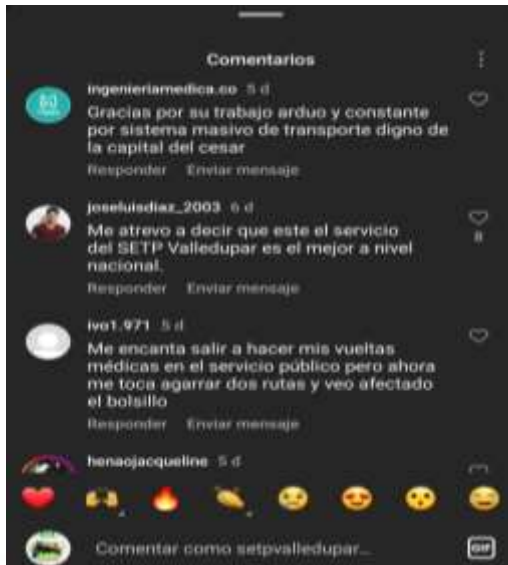 Comentarios
ingenieriamedica.co 5 d
Gracias por su trabajo arduo y constante
por sistema masivo de transporte digno de
la capital del cesar
Responder Enviar mensaje
joseluisdiaz_2003 6 d
Me atrevo a decir que este el servicio
del SETP Valledupar es el mejor a nivel
nacional.
8
Responder Enviar mensaje
ivo1.971 5 d
Me encanta salir a hacer mis vueltas
médicas en el servicio público pero ahora
me toca agarrar dos rutas y veo afectado
el bolsillo
Responder Enviar mensaje
henaojacqueline 5 d
Comentar como setpvalledupar...
GIF